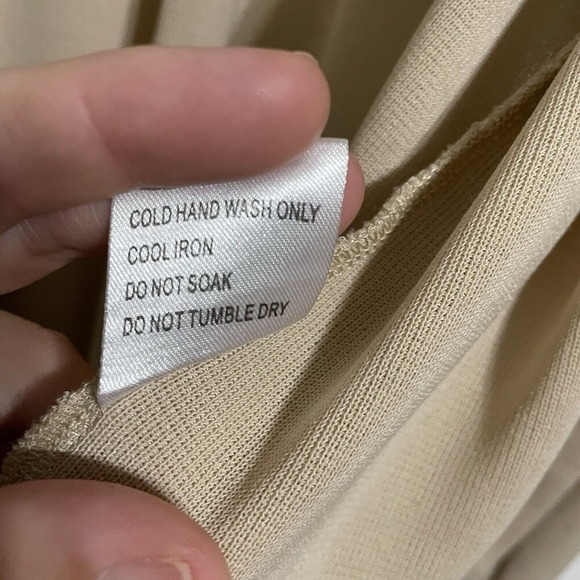 COLD HAND WASH ONLY
COOL IRON
DO NOT SOAK
DO NOT TUMBLE DRY